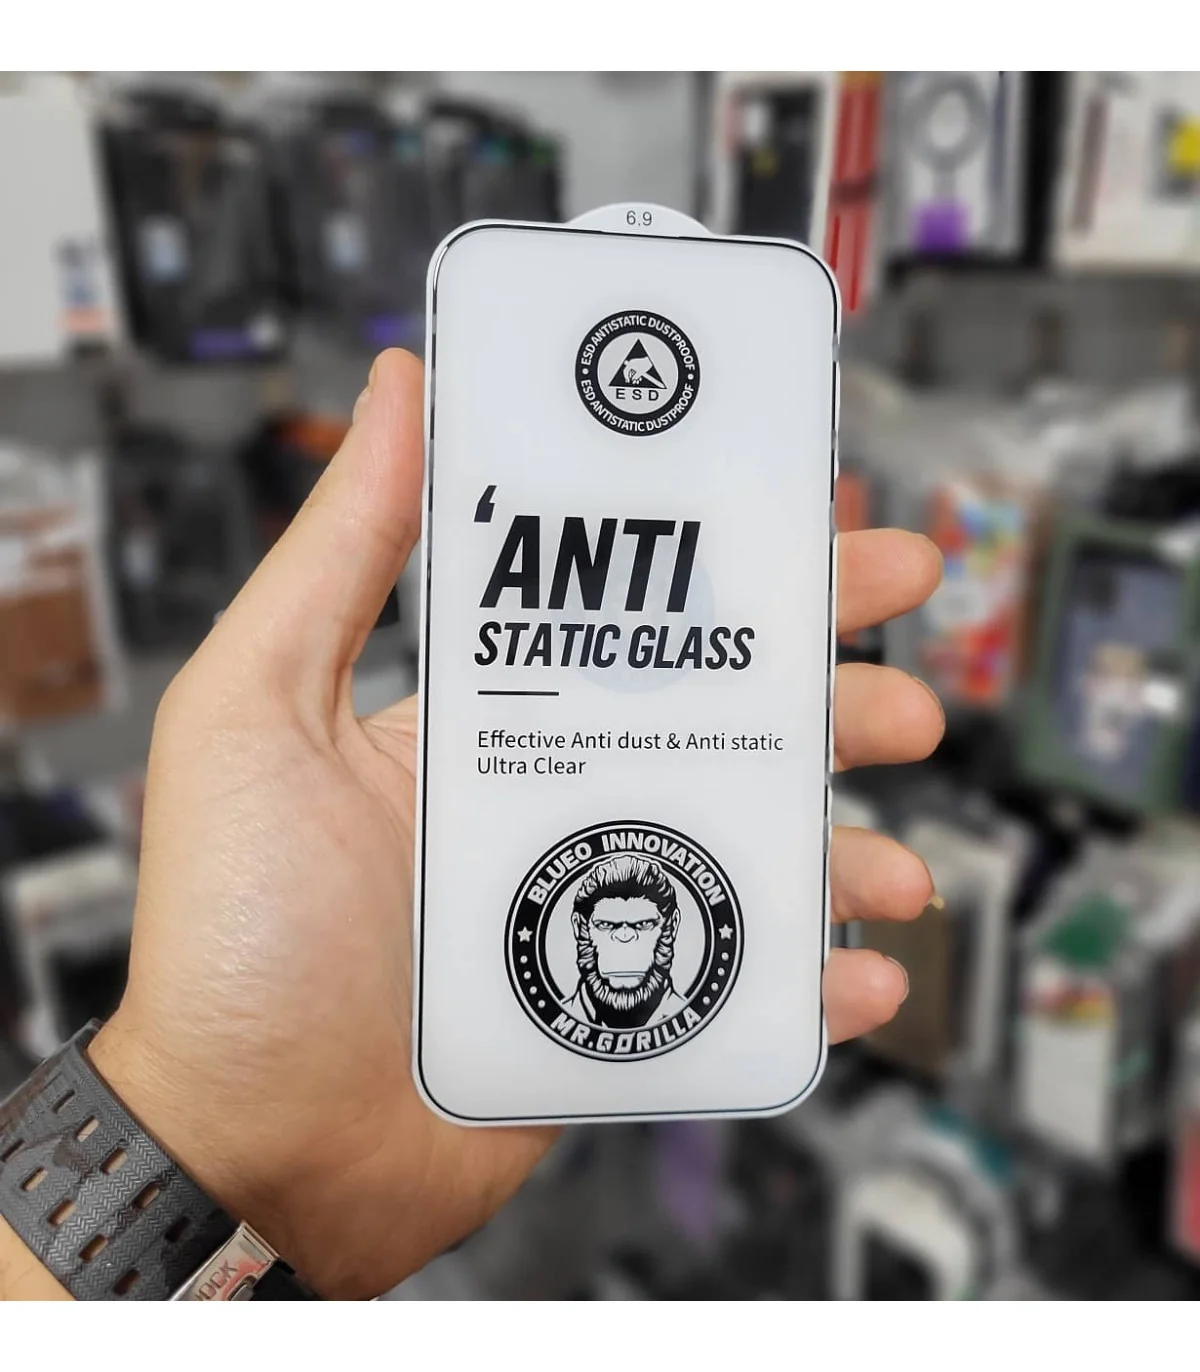 6.9
ESD ANTISTATIC DUSTPROOF
ESD
ESD ANTISTATIC DUSTPROOF
‘ANTI
STATIC GLASS
Effective Anti dust & Anti static
Ultra Clear
BLUEO INNOVATION
MR.GORILLA
OCK